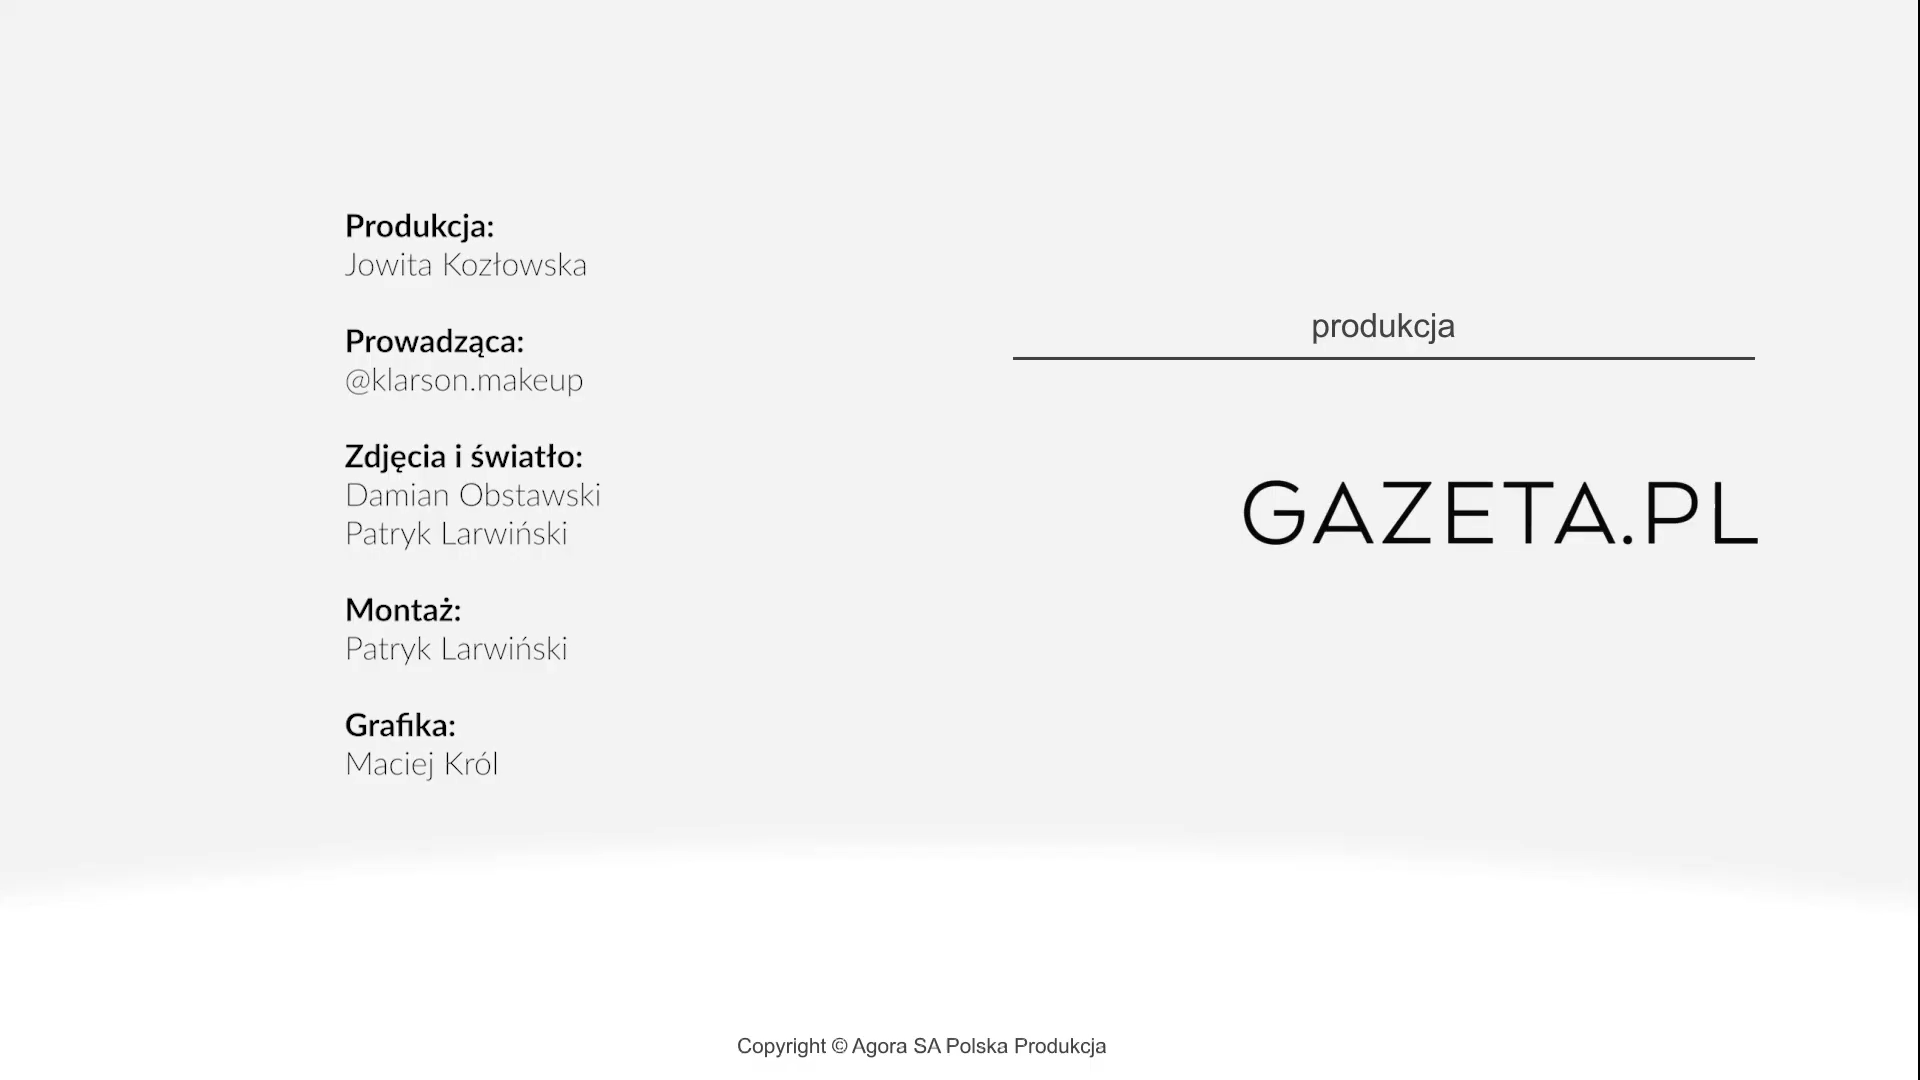 Produkcja:
Jowita Kozłowska
Prowadząca:
@klarson.makeup
Zdjęcia i światło:
Damian Obstawski
Patryk Larwiński
Montaż:
Patryk Larwiński
Grafika:
Maciej Król
produkcja
GAZETA.PL
Copyright © Agora SA Polska Produkcja